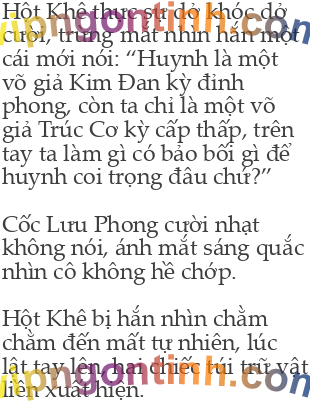 Hột Khê thực sự dở khóc dở
cười, trừng mắt nhìn hắn một
cái mới nói: “Huynh là một
võ giả Kim Đan kỳ đỉnh
phong, còn ta chỉ là một võ
giả Trúc Cơ kỳ cấp thấp, trên
tay ta làm gì có bảo bối gì để
huynh coi trọng đâu chứ?”
Cốc Lưu Phong cười nhạt
không nói, ánh mắt sáng quắc
nhìn cô không hề chớp.
Hột Khê bị hắn nhìn chằm
chằm đến mất tự nhiên, lúc
lật tay lên hai chiếc túi trữ vật
liền xuất hiện.